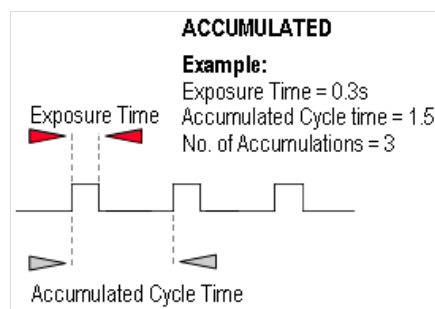 ACCUMULATED
Example:
Exposure Time = 0.3s
Accumulated Cycle time = 1.5
No. of Accumulations = 3
Exposure Time
Accumulated Cycle Time